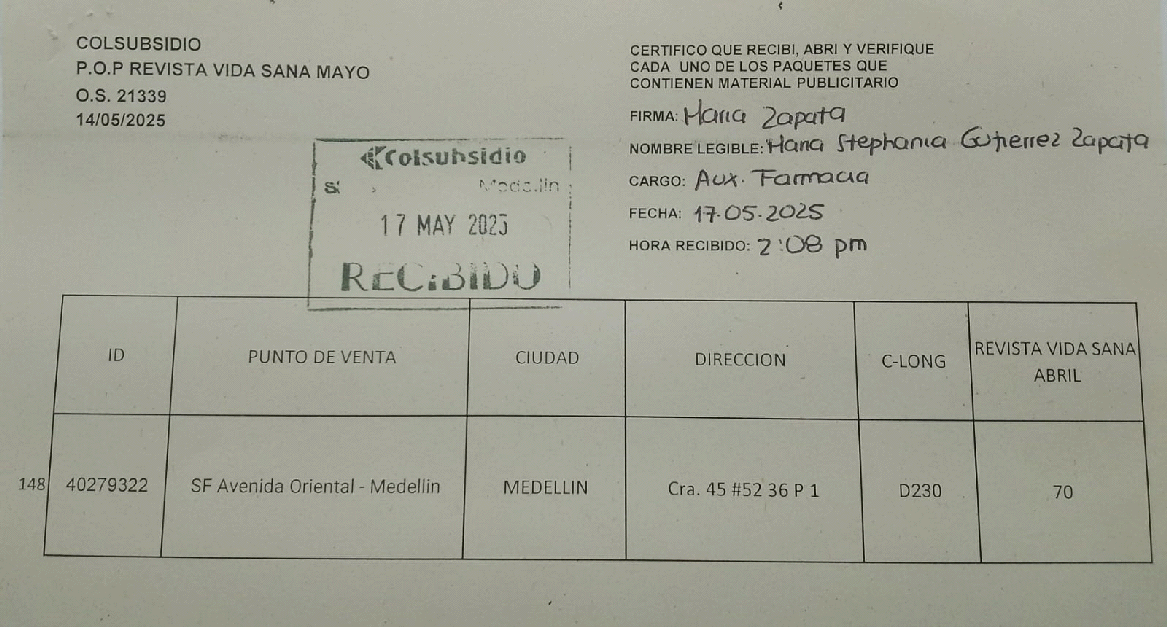 COLSUBSIDIO
P.O.P REVISTA VIDA SANA MAYO
O.S. 21339
14/05/2025
CERTIFICO QUE RECIBI, ABRI Y VERIFIQUE
CADA UNO DE LOS PAQUETES QUE
CONTIENEN MATERIAL PUBLICITARIO
FIRMA: Maria Zapata
NOMBRE LEGIBLE: Maria Stephania Gutierrez Zapata
CARGO: Aux. Farmacia
FECHA: 17.05.2025
HORA RECIBIDO: 2:08 pm
Colsubsidio
Medellin
17 MAY 2025
RECIBIDO
ID PUNTO DE VENTA CIUDAD DIRECCION C-LONG REVISTA VIDA SANA
ABRIL
148 40279322 SF Avenida Oriental - Medellin MEDELLIN Cra. 45 #52 36 P 1 D230 70